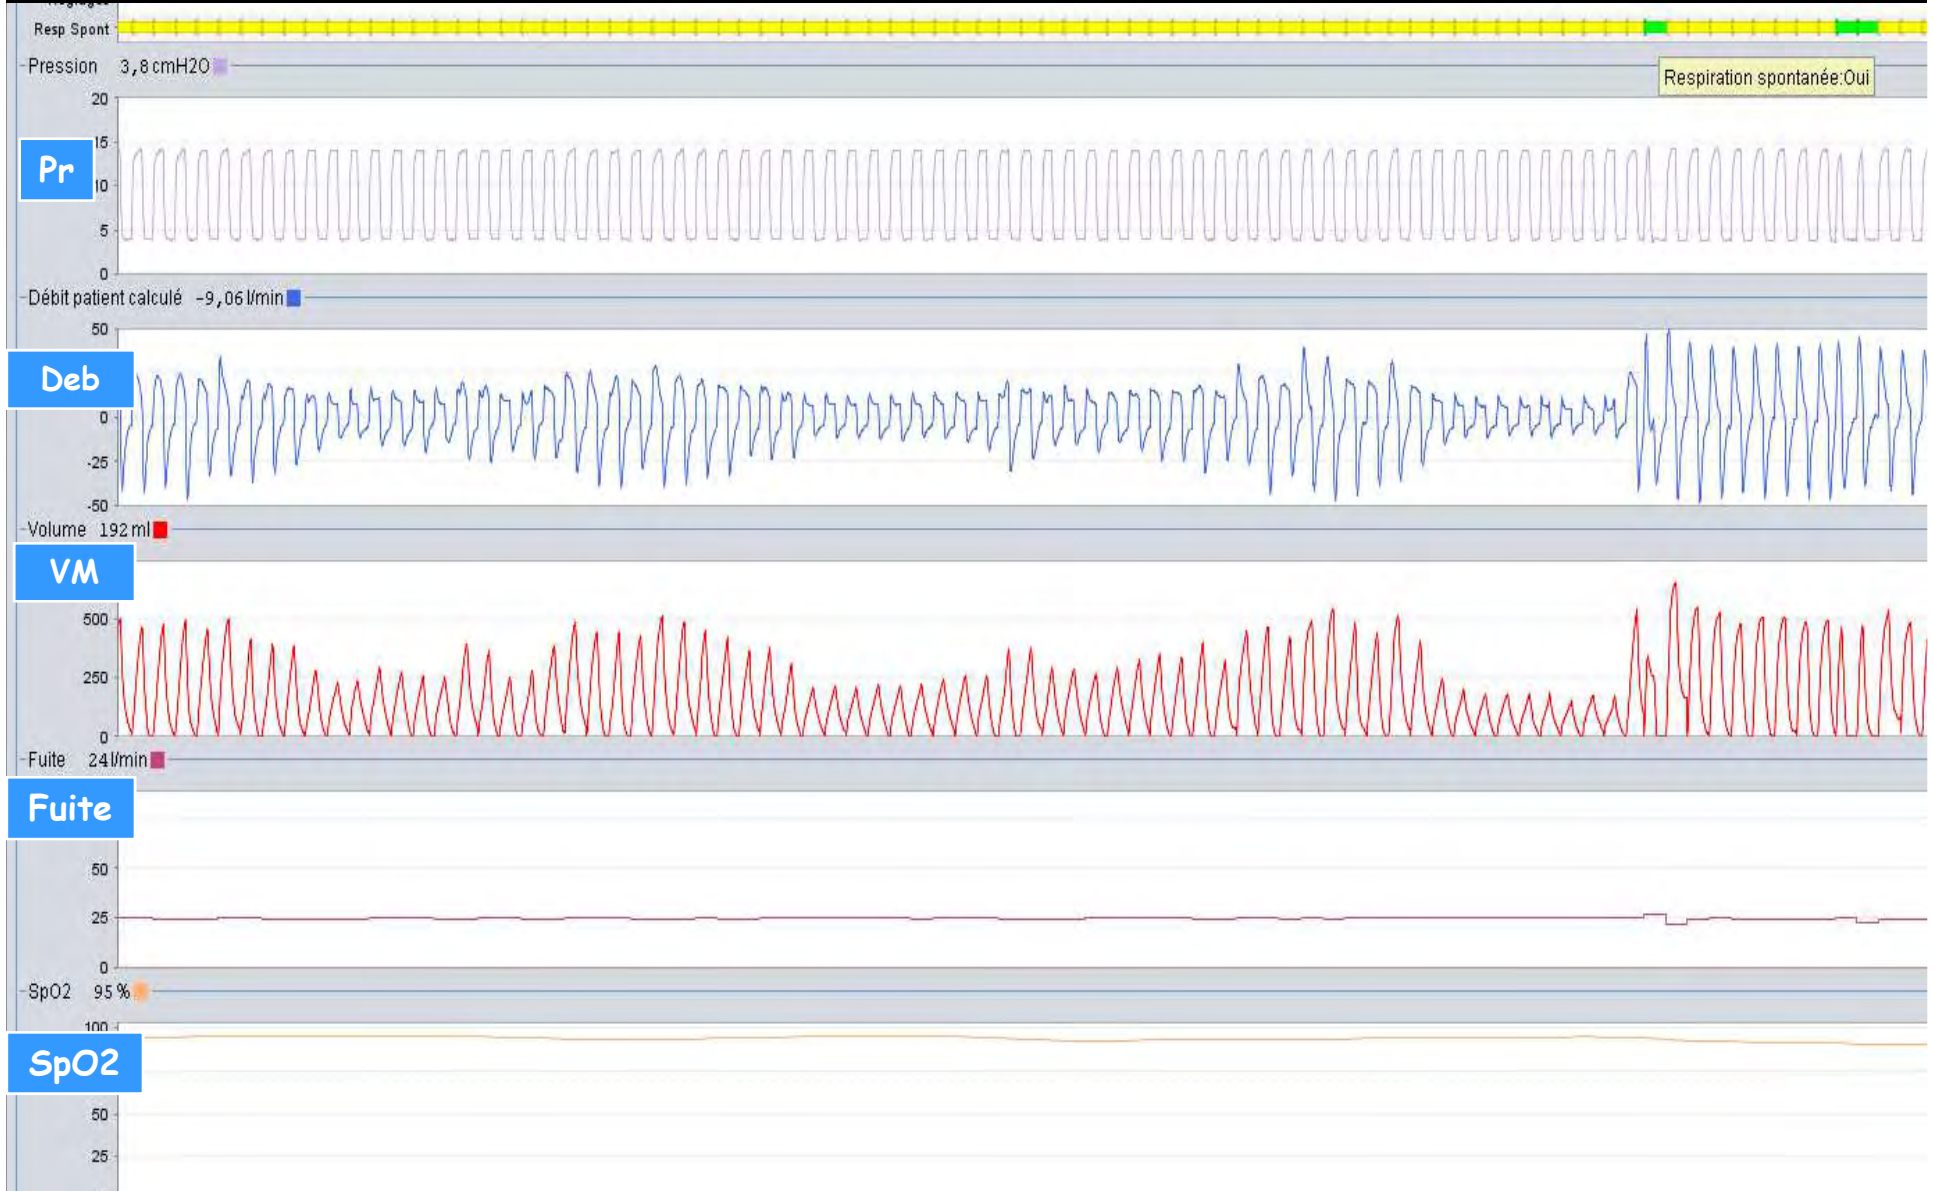 Réglages
Resp Spont
Pression 3,8 cmH2O
Respiration spontanée:Oui
20
15
Pr
10
5
0
Débit patient calculé -9,06 l/min
50
Deb
0
-25
-50
Volume 192 ml
VM
500
250
0
Fuite 24 l/min
Fuite
50
25
0
SpO2 95 %
100
SpO2
50
25